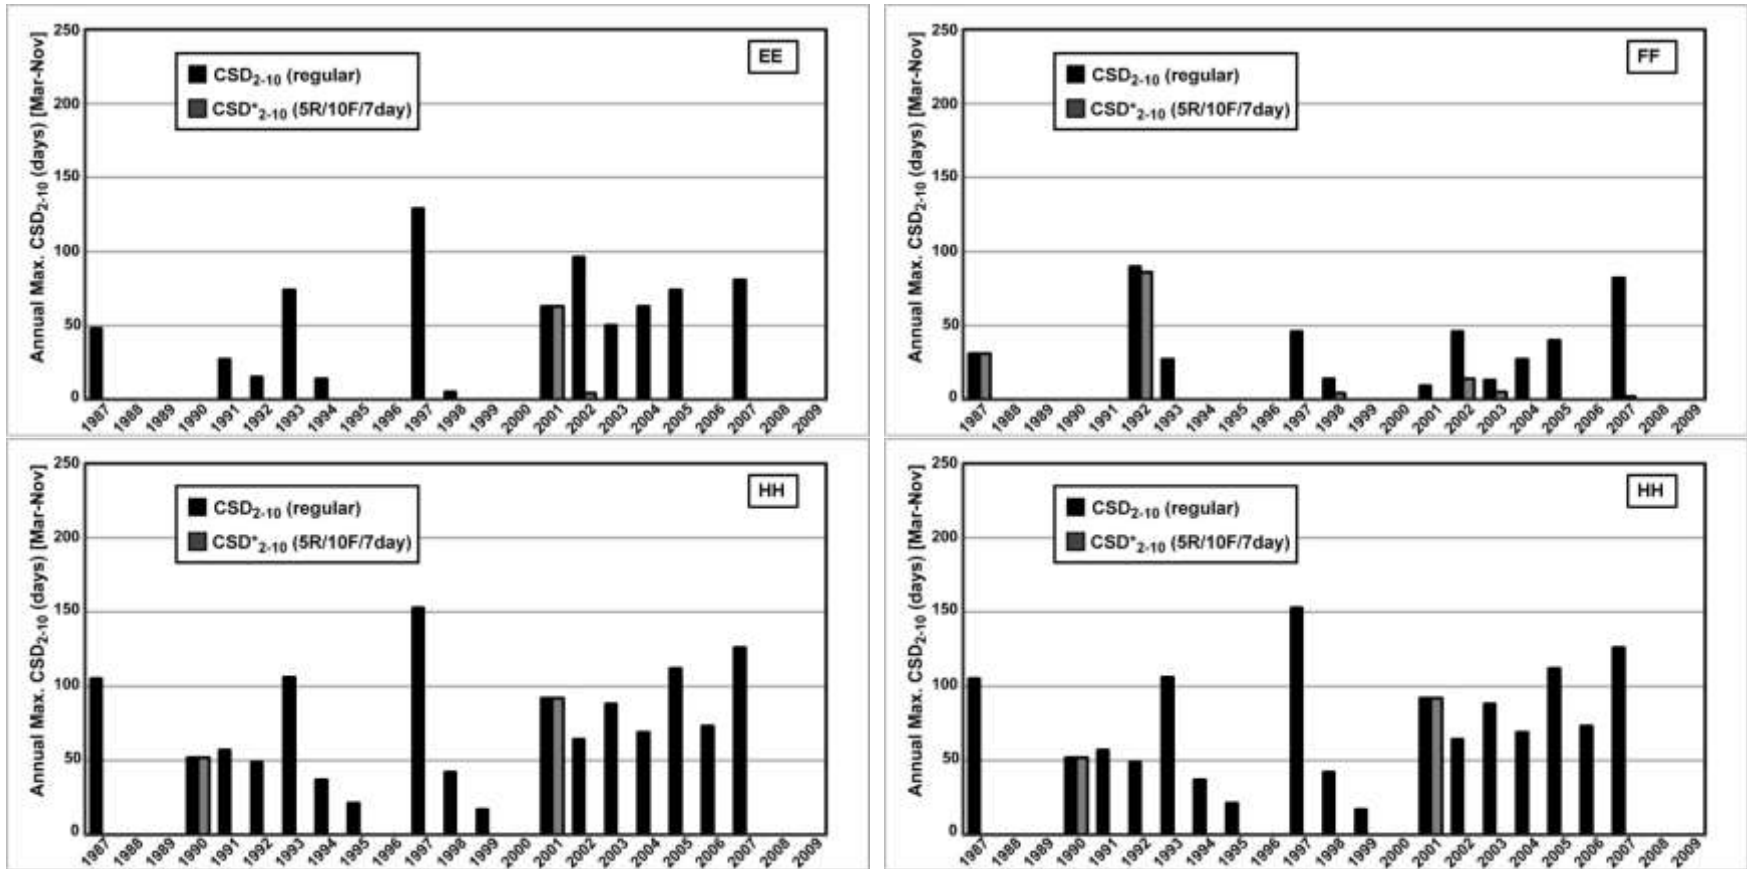 Annual Max. CSD2-10 (days) [Mar-Nov]
250
200
150
100
50
0
CSD2-10 (regular)
CSD*2-10 (5R/10F/7day)
EE
1987 1988 1989 1990 1991 1992 1993 1994 1995 1996 1997 1998 1999 2000 2001 2002 2003 2004 2005 2006 2007 2008 2009
Annual Max. CSD2-10 (days) [Mar-Nov]
250
200
150
100
50
0
CSD2-10 (regular)
CSD*2-10 (5R/10F/7day)
FF
1987 1988 1989 1990 1991 1992 1993 1994 1995 1996 1997 1998 1999 2000 2001 2002 2003 2004 2005 2006 2007 2008 2009
Annual Max. CSD2-10 (days) [Mar-Nov]
250
200
150
100
50
0
CSD2-10 (regular)
CSD*2-10 (5R/10F/7day)
HH
1987 1988 1989 1990 1991 1992 1993 1994 1995 1996 1997 1998 1999 2000 2001 2002 2003 2004 2005 2006 2007 2008 2009
Annual Max. CSD2-10 (days) [Mar-Nov]
250
200
150
100
50
0
CSD2-10 (regular)
CSD*2-10 (5R/10F/7day)
HH
1987 1988 1989 1990 1991 1992 1993 1994 1995 1996 1997 1998 1999 2000 2001 2002 2003 2004 2005 2006 2007 2008 2009